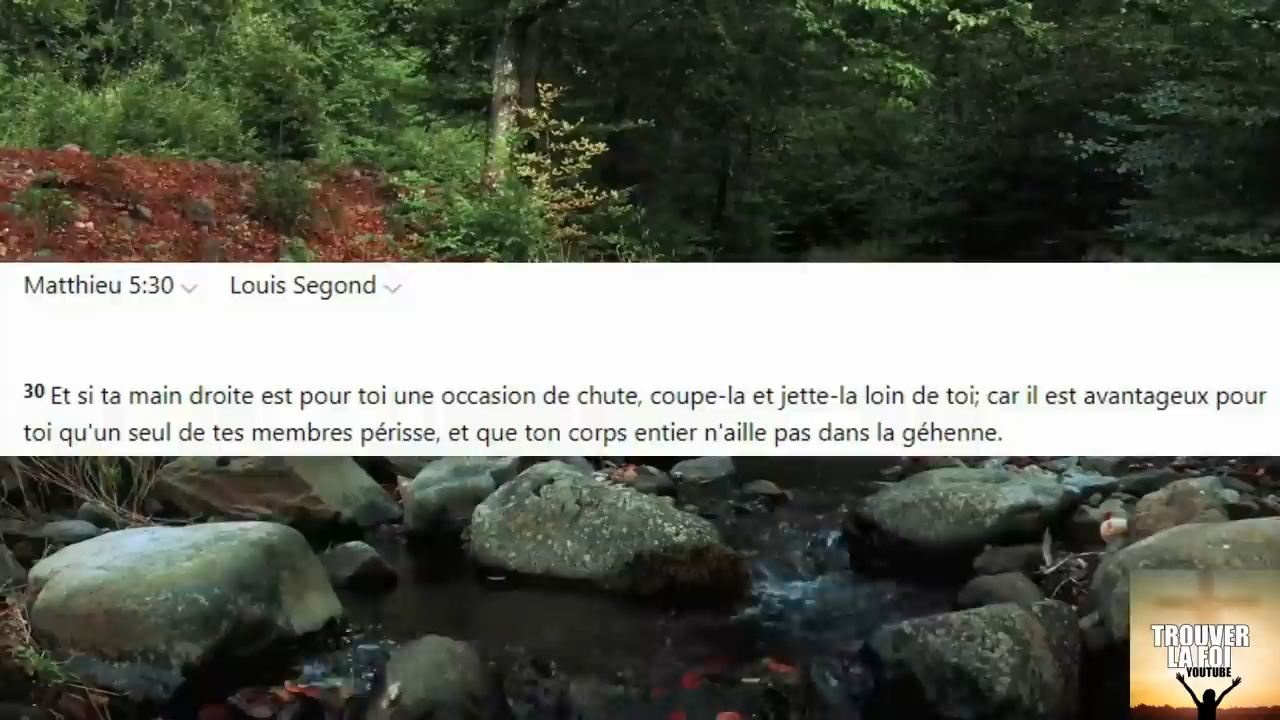 Matthieu 5:30 Louis Segond
30 Et si ta main droite est pour toi une occasion de chute, coupe-la et jette-la loin de toi; car il est avantageux pour
toi qu'un seul de tes membres périsse, et que ton corps entier n'aille pas dans la géhenne.
TROUVER
LA FOI
YOUTUBE